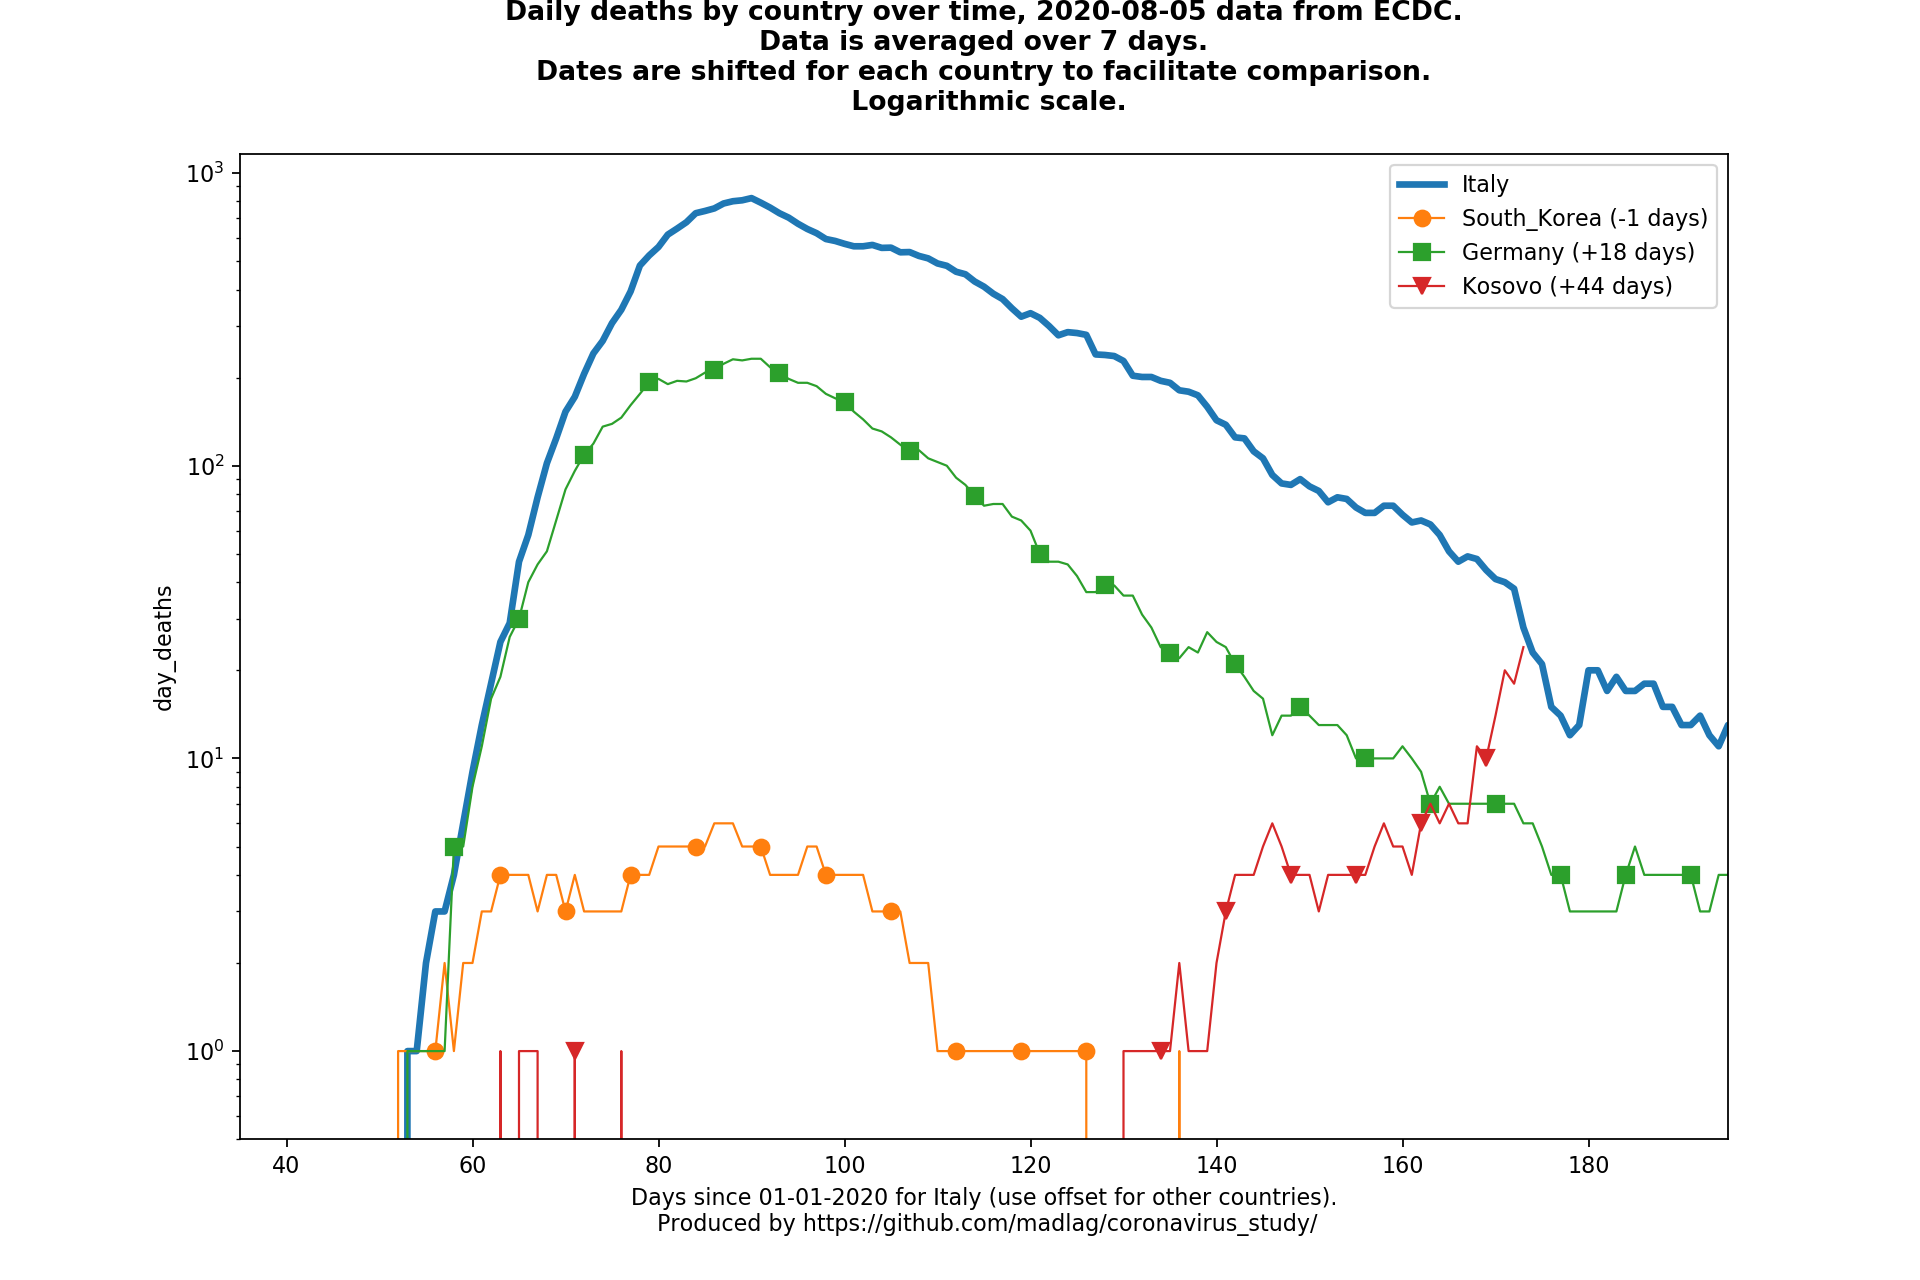 Daily deaths by country over time, 2020-08-05 data from ECDC.
Data is averaged over 7 days.
Dates are shifted for each country to facilitate comparison.
Logarithmic scale.
10³
Italy
South_Korea (-1 days)
Germany (+18 days)
Kosovo (+44 days)
10²
day_deaths
10¹
10⁰
40 60 80 100 120 140 160 180
Days since 01-01-2020 for Italy (use offset for other countries).
Produced by https://github.com/madlag/coronavirus_study/